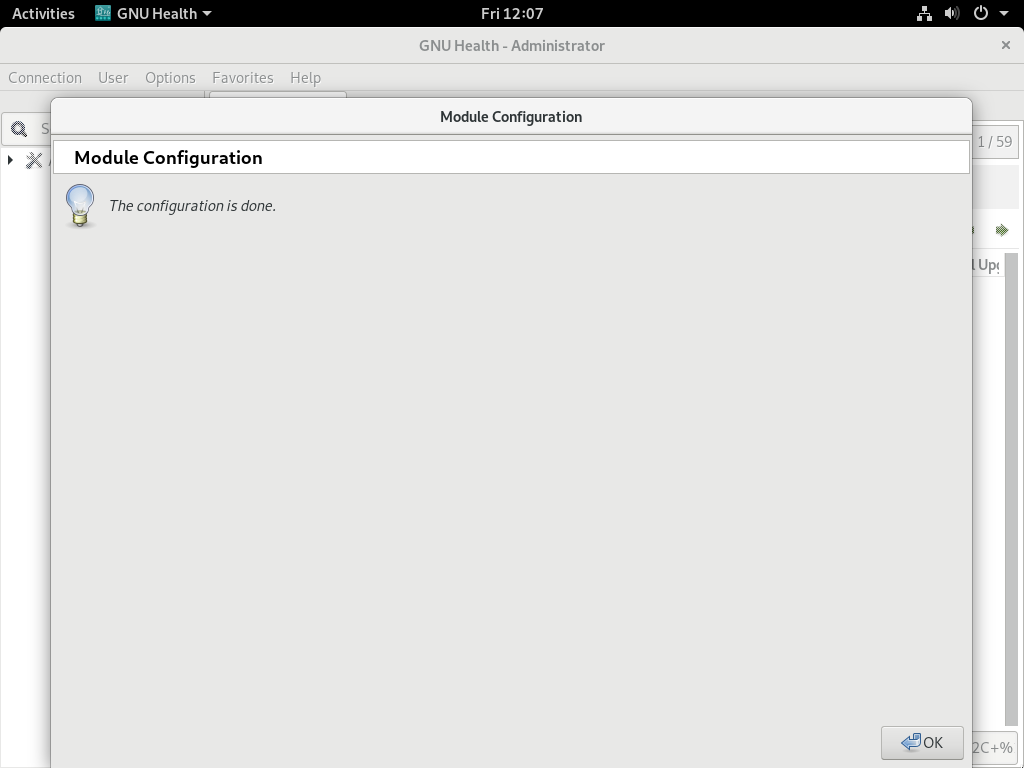 Activities GNU Health Fri 12:07
GNU Health - Administrator
Connection User Options Favorites Help
Module Configuration
Module Configuration
The configuration is done.
1 / 59
OK
2C+%